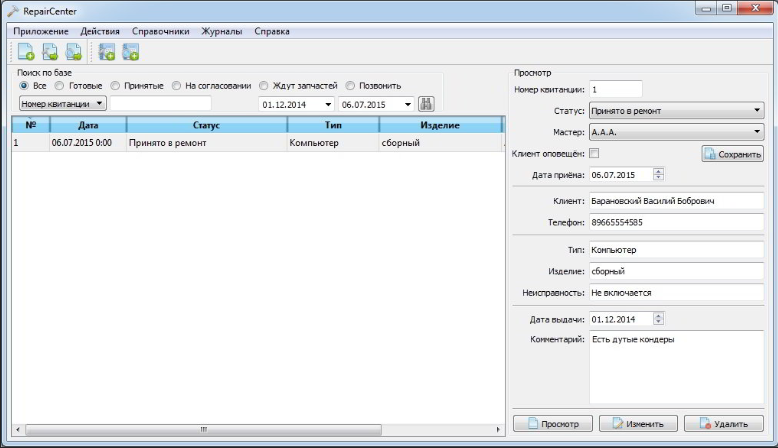 RepairCenter
Приложение Действия Справочники Журналы Справка
Поиск по базе
Все Готовые Принятые На согласовании Ждут запчастей Позвонить
Номер квитанции 01.12.2014 06.07.2015
№ Дата Статус Тип Изделие
1 06.07.2015 0:00 Принято в ремонт Компьютер сборный
Просмотр
Номер квитанции: 1
Статус: Принято в ремонт
Мастер: А.А.А.
Клиент оповещён: Сохранить
Дата приёна: 06.07.2015
Клиент: Барановский Василий Бобрович
Телефон: 89665554585
Тип: Компьютер
Изделие: сборный
Неисправность: Не включается
Дата выдачи: 01.12.2014
Комментарий: Есть дутые кондеры
Просмотр Изменить Удалить